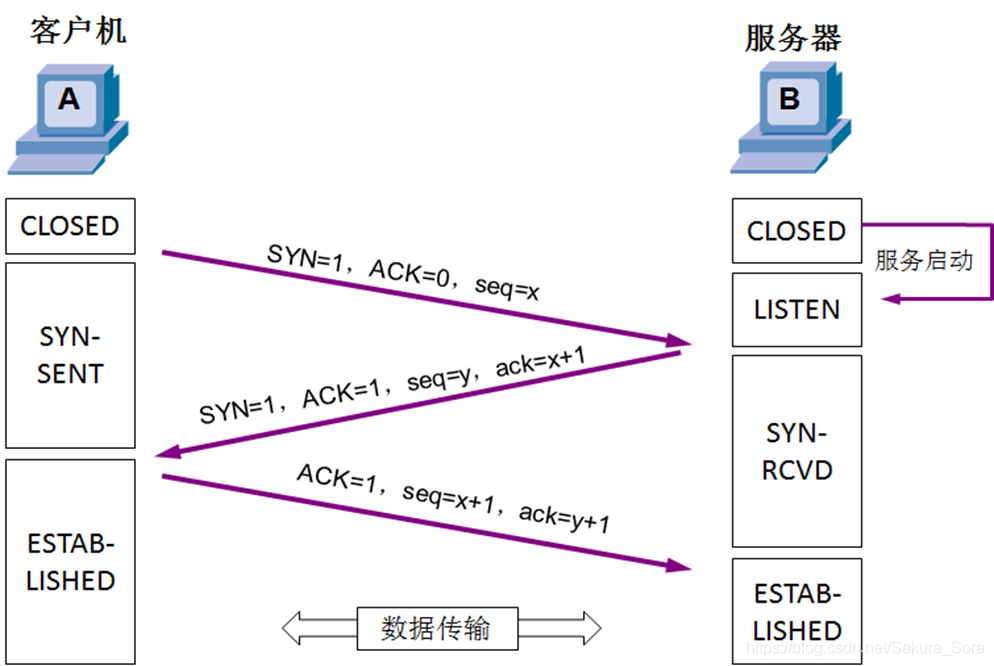 客户机
服务器
A
B
CLOSED
CLOSED
SYN=1，ACK=0，seq=x
服务启动
LISTEN
SYN-
SENT
SYN=1，ACK=1，seq=y，ack=x+1
SYN-
RCVD
ACK=1，seq=x+1，ack=y+1
ESTAB-
LISHED
ESTAB-
LISHED
数据传输
https://blog.csdn.net/Sakura_Sora